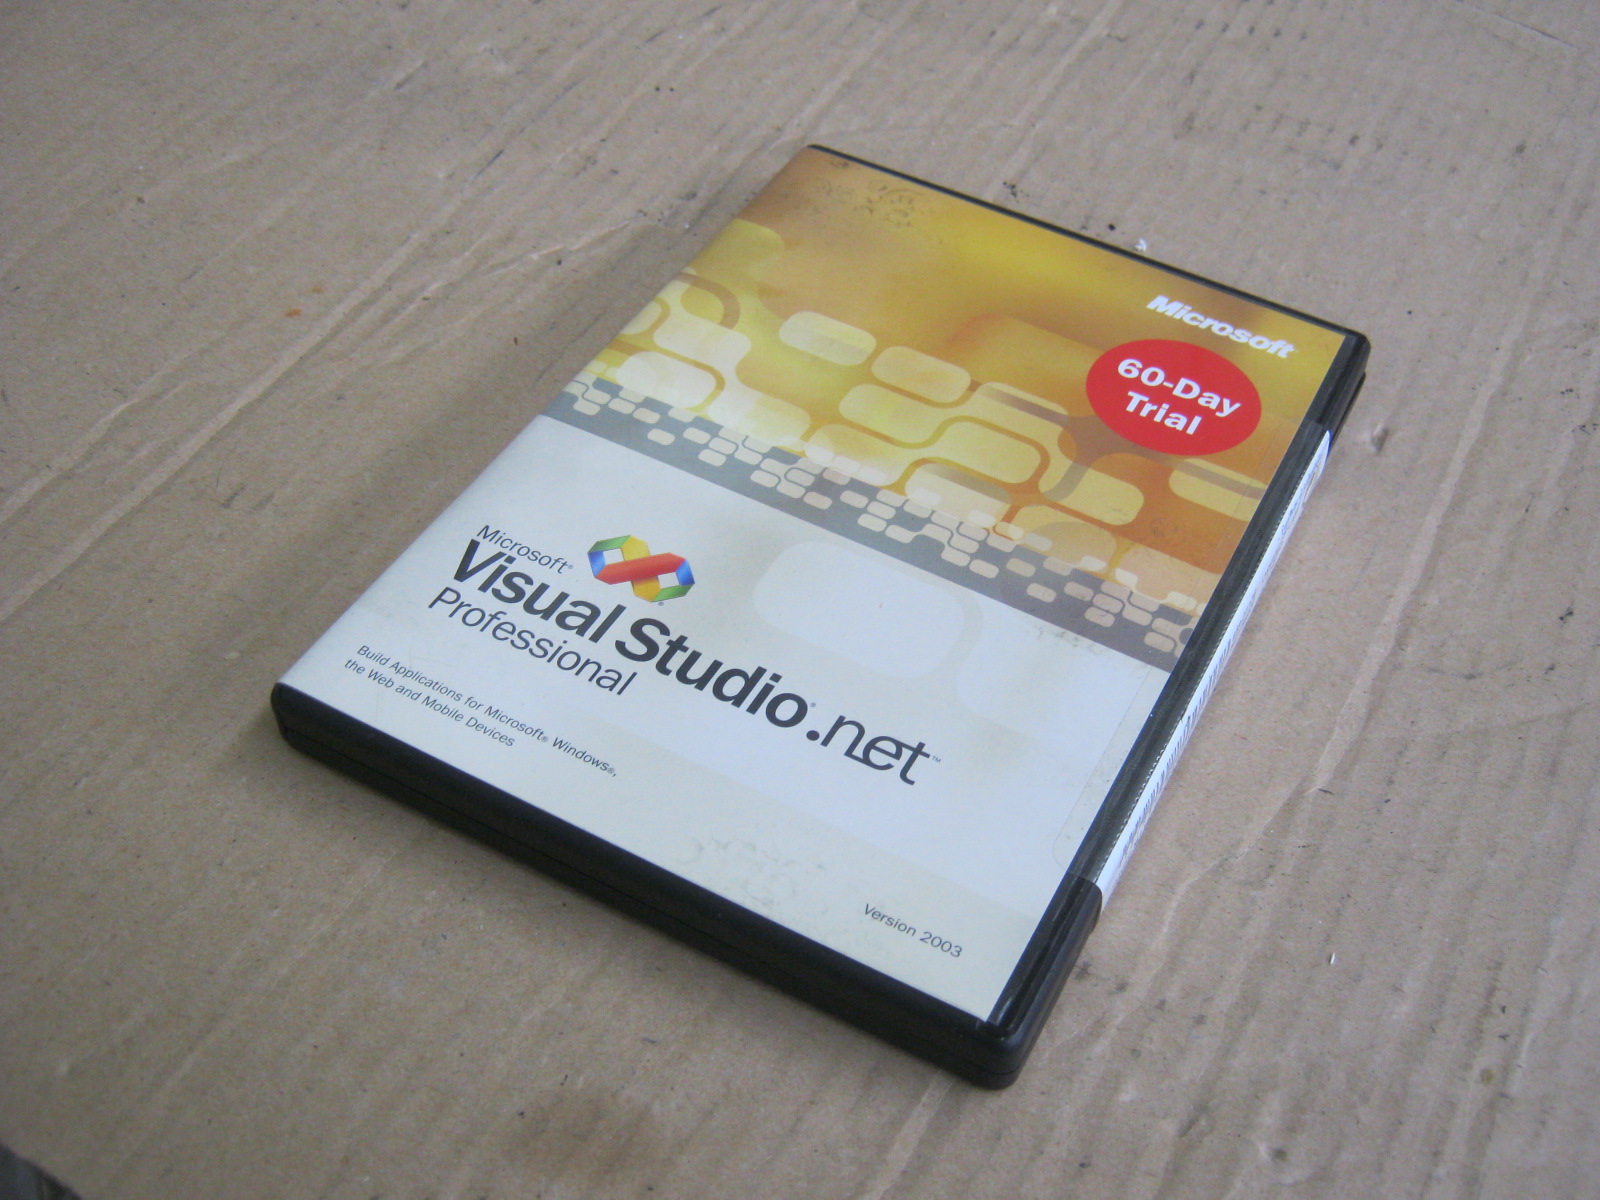 Microsoft
60-Day
Trial
Microsoft®
Visual Studio®.net™
Professional
Build Applications for Microsoft® Windows®,
the Web and Mobile Devices
Version 2003